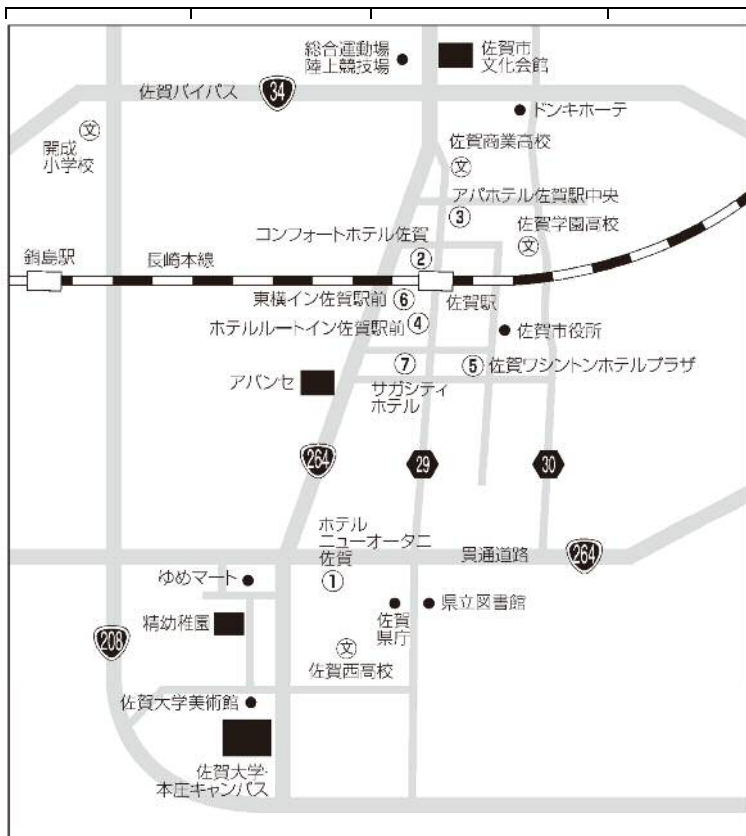 総合運動場
陸上競技場
佐賀市
文化会館
佐賀バイパス
34
ドンキホーテ
文
開成
小学校
佐賀商業高校
文
アパホテル佐賀駅中央
③
佐賀学園高校
文
コンフォートホテル佐賀
②
鍋島駅
長崎本線
東横イン佐賀駅前
⑥
佐賀駅
ホテルルートイン佐賀駅前
④
佐賀市役所
⑦
⑤
佐賀ワシントンホテルプラザ
アバンセ
サガシティ
ホテル
264
29
30
ホテル
ニューオータニ
佐賀
①
貫通道路
264
ゆめマート
県立図書館
佐賀
県庁
精幼稚園
208
文
佐賀西高校
佐賀大学美術館
佐賀大学・
本庄キャンパス